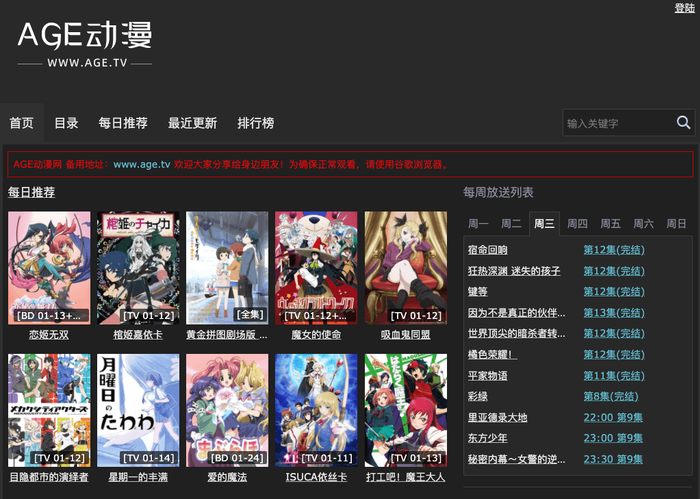 登陆
AGE动漫
WWW.AGE.TV
首页 目录 每日推荐 最近更新 排行榜 输入关键字
AGE动漫网 备用地址：www.age.tv 欢迎大家分享给身边朋友！为确保正常观看，请使用谷歌浏览器。
每日推荐
[BD 01-13+...
棺姫のチャイカ
[TV 01-12]
[全集]
[TV 01-12+...
[TV 01-12]
恋姬无双
棺姬嘉依卡
黄金拼图剧场版 ...
魔女的使命
吸血鬼同盟
メカクシティアクターズ
[TV 01-12]
月曜日のたわわ
[TV 01-14]
まぶらほ
[BD 01-24]
[TV 01-11]
はたらく魔王さま!
[TV 01-13]
目隐都市的演绎者
星期一的丰满
爱的魔法
ISUCA依丝卡
打工吧！魔王大人
每周放送列表
周一 周二 周三 周四 周五 周六 周日
宿命回响 第12集(完结)
狂热深渊 迷失的孩子 第12集(完结)
键等 第12集(完结)
因为不是真正的伙伴... 第13集(完结)
世界顶尖的暗杀者转... 第12集(完结)
橘色荣耀！ 第12集(完结)
平家物语 第11集(完结)
彩绿 第8集(完结)
里亚德录大地 22:00 第9集
东方少年 23:00 第9集
秘密内幕～女警的逆... 23:30 第9集